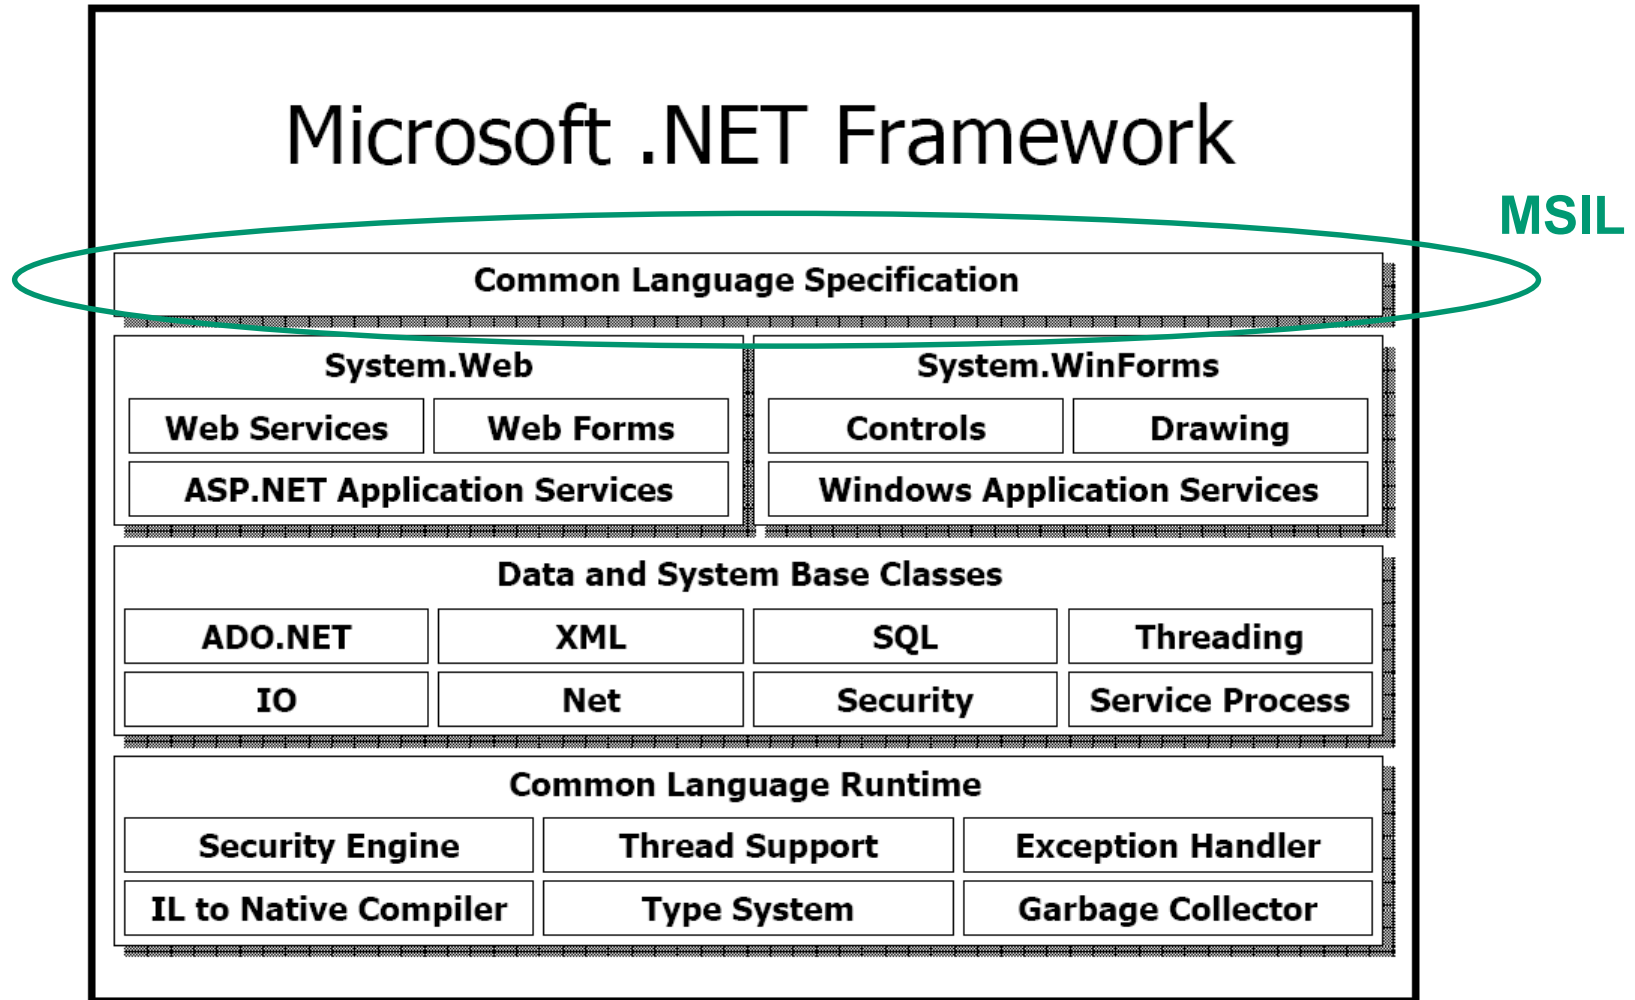 Microsoft .NET Framework
MSIL
Common Language Specification
System.Web
System.WinForms
Web Services
Web Forms
Controls
Drawing
ASP.NET Application Services
Windows Application Services
Data and System Base Classes
ADO.NET
XML
SQL
Threading
IO
Net
Security
Service Process
Common Language Runtime
Security Engine
Thread Support
Exception Handler
IL to Native Compiler
Type System
Garbage Collector